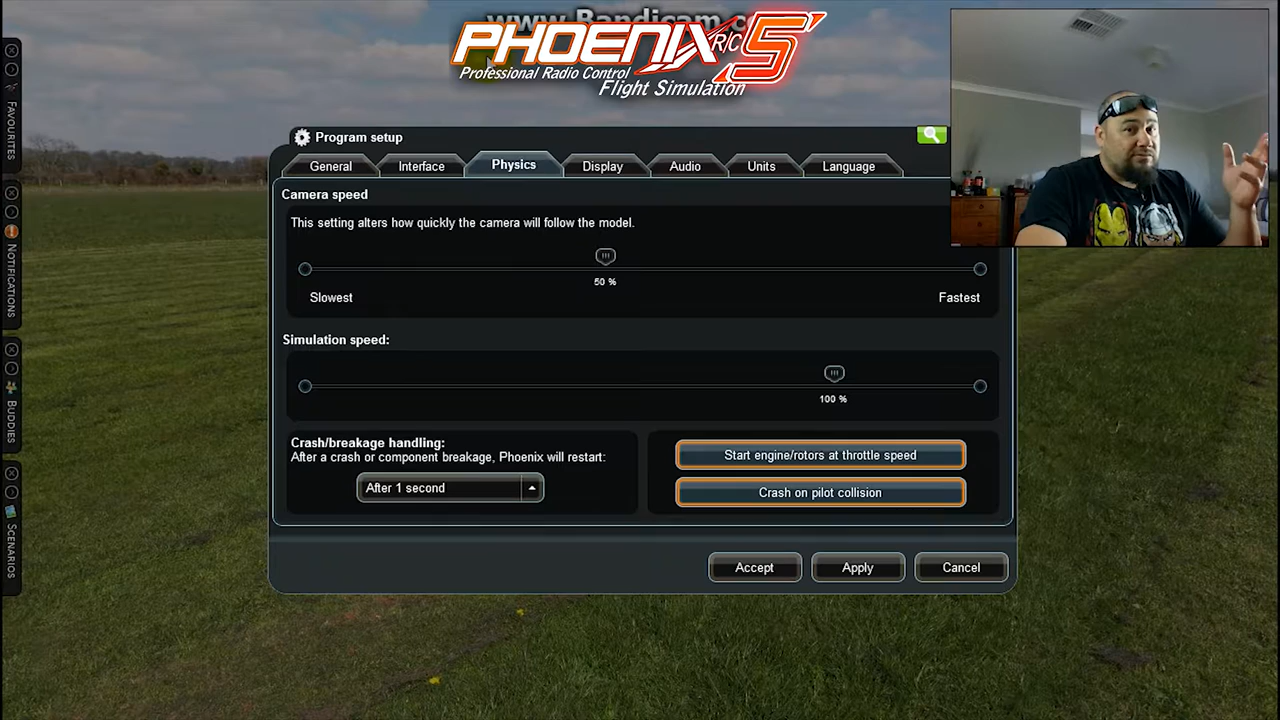 www.Bandicam.co
PHOENIX R/C 5
Professional Radio Control
Flight Simulation
Program setup
General
Interface
Physics
Display
Audio
Units
Language
Camera speed
This setting alters how quickly the camera will follow the model.
50 %
Slowest
Fastest
Simulation speed:
100 %
Crash/breakage handling:
After a crash or component breakage, Phoenix will restart:
After 1 second
Start engine/rotors at throttle speed
Crash on pilot collision
Accept
Apply
Cancel
FAVOURITES
NOTIFICATIONS
BUDDIES
SCENARIOS